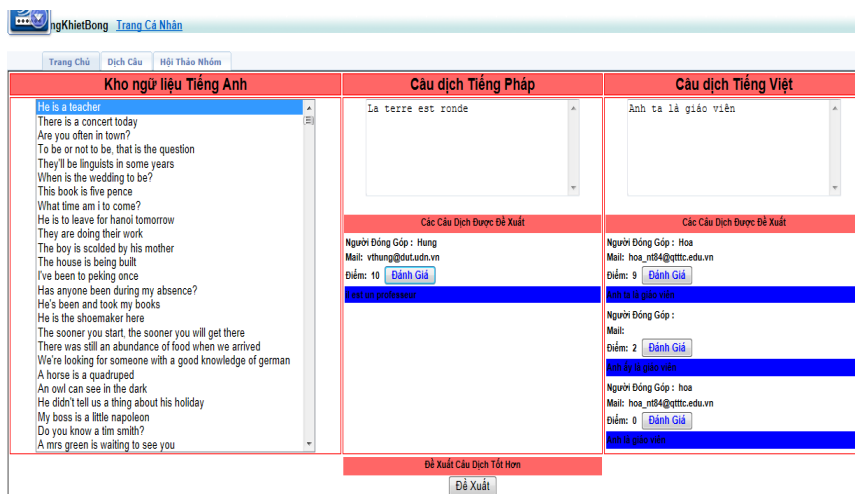 ngKhietBong Trang Cá Nhân
Trang Chủ Dịch Câu Hội Thảo Nhóm
Kho ngữ liệu Tiếng Anh
He is a teacher
There is a concert today
Are you often in town?
To be or not to be, that is the question
They'll be linguists in some years
When is the wedding to be?
This book is five pence
What time am i to come?
He is to leave for hanoi tomorrow
They are doing their work
The boy is scolded by his mother
The house is being built
I've been to peking once
Has anyone been during my absence?
He's been and took my books
He is the shoemaker here
The sooner you start, the sooner you will get there
There was still an abundance of food when we arrived
We're looking for someone with a good knowledge of german
A horse is a quadruped
An owl can see in the dark
He didn't tell us a thing about his holiday
My boss is a little napoleon
Do you know a tim smith?
A mrs green is waiting to see you
Câu dịch Tiếng Pháp
La terre est ronde
Các Câu Dịch Được Đề Xuất
Người Đóng Góp : Hung
Mail: vthung@dut.udn.vn
Điểm: 10 Đánh Giá
Il est un professeur
Câu dịch Tiếng Việt
Anh ta là giáo viên
Các Câu Dịch Được Đề Xuất
Người Đóng Góp : Hoa
Mail: hoa_nt84@qtttc.edu.vn
Điểm: 9 Đánh Giá
Anh ta là giáo viên
Người Đóng Góp :
Mail:
Điểm: 2 Đánh Giá
Anh ấy là giáo viên
Người Đóng Góp : hoa
Mail: hoa_nt84@qtttc.edu.vn
Điểm: 0 Đánh Giá
Anh là giáo viên
Đề Xuất Câu Dịch Tốt Hơn
Đề Xuất